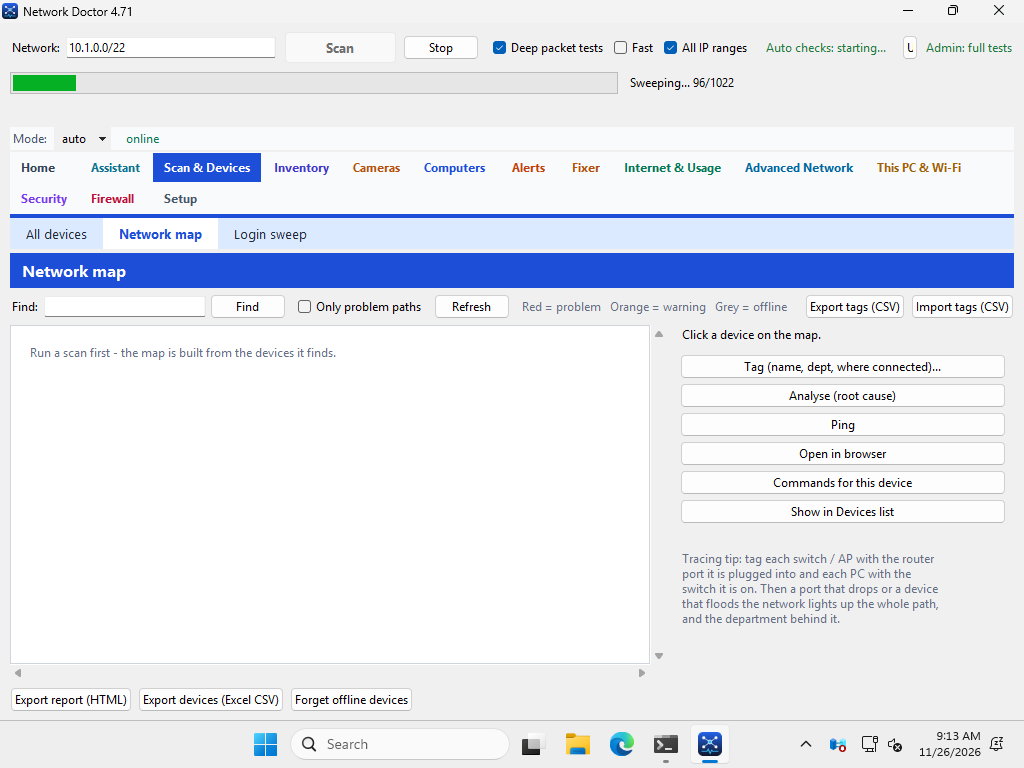 Network Doctor 4.71
Network: 10.1.0.0/22 Scan Stop Deep packet tests Fast All IP ranges Auto checks: starting... U Admin: full tests
Sweeping... 96/1022
Mode: auto online
Home Assistant Scan & Devices Inventory Cameras Computers Alerts Fixer Internet & Usage Advanced Network This PC & Wi-Fi
Security Firewall Setup
All devices Network map Login sweep
Network map
Find: Find Only problem paths Refresh Red = problem Orange = warning Grey = offline Export tags (CSV) Import tags (CSV)
Run a scan first - the map is built from the devices it finds.
Click a device on the map.
Tag (name, dept, where connected)...
Analyse (root cause)
Ping
Open in browser
Commands for this device
Show in Devices list
Tracing tip: tag each switch / AP with the router
port it is plugged into and each PC with the
switch it is on. Then a port that drops or a device
that floods the network lights up the whole path,
and the department behind it.
Export report (HTML) Export devices (Excel CSV) Forget offline devices
Search
9:13 AM
11/26/2026